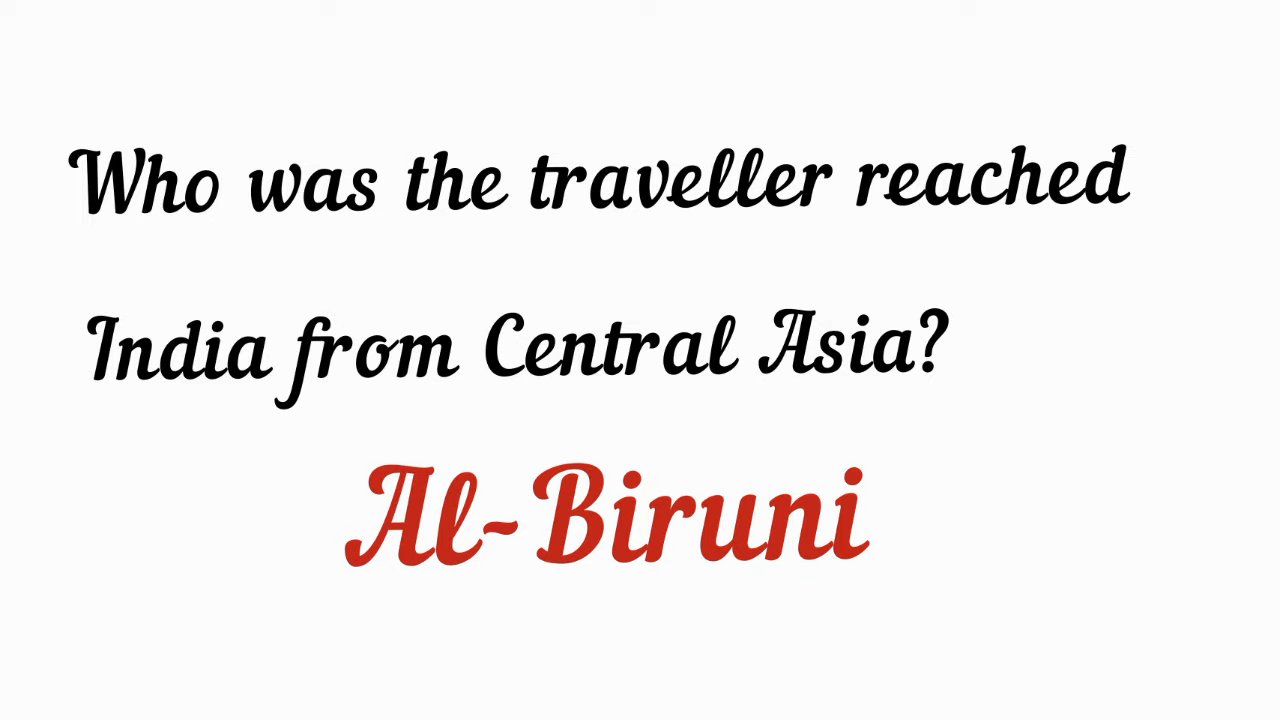 Who was the traveller reached
India from Central Asia?
Al-Biruni